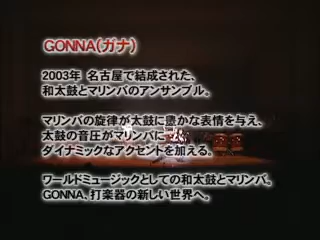 GONNA(ガナ)
2003年 名古屋で結成された、
和太鼓とマリンバのアンサンブル。
マリンバの旋律が太鼓に豊かな表情を与え、
太鼓の音圧がマリンバに
ダイナミックなアクセントを加える。
ワールドミュージックとしての和太鼓とマリンバ。
GONNA、打楽器の新しい世界へ。